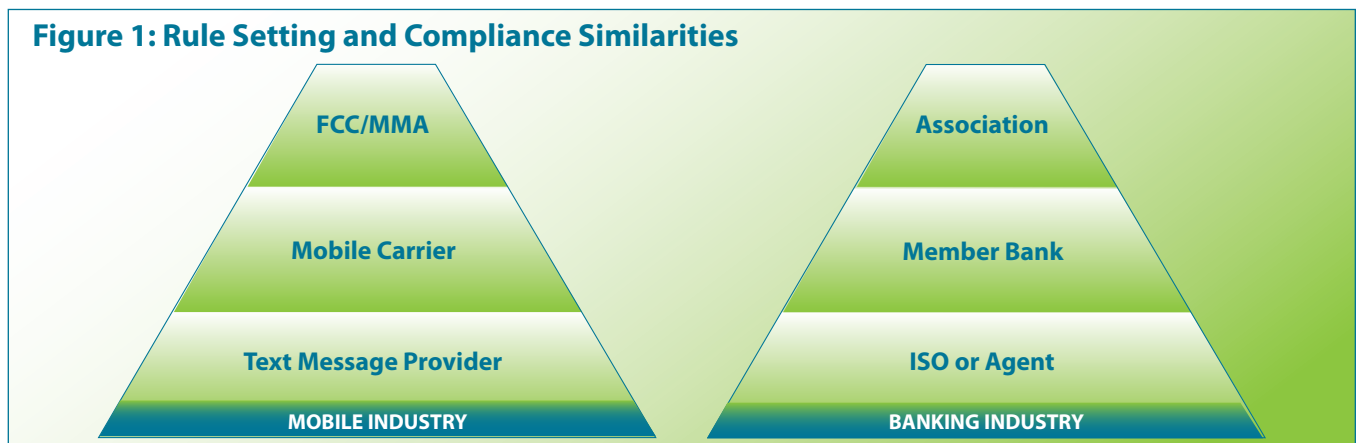 Figure 1: Rule Setting and Compliance Similarities
FCC/MMA
Mobile Carrier
Text Message Provider
MOBILE INDUSTRY
Association
Member Bank
ISO or Agent
BANKING INDUSTRY